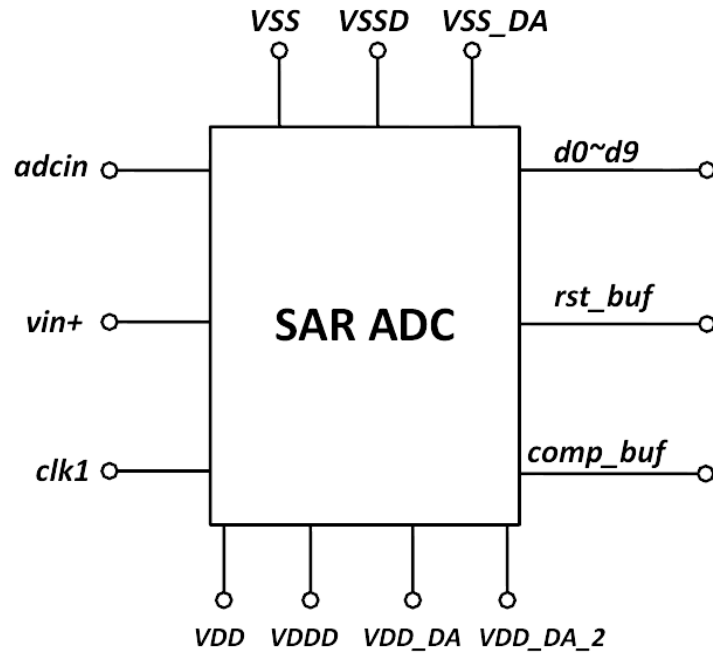 VSS VSSD VSS_DA
adcin d0~d9
vin+ SAR ADC rst_buf
clk1 comp_buf
VDD VDDD VDD_DA VDD_DA_2